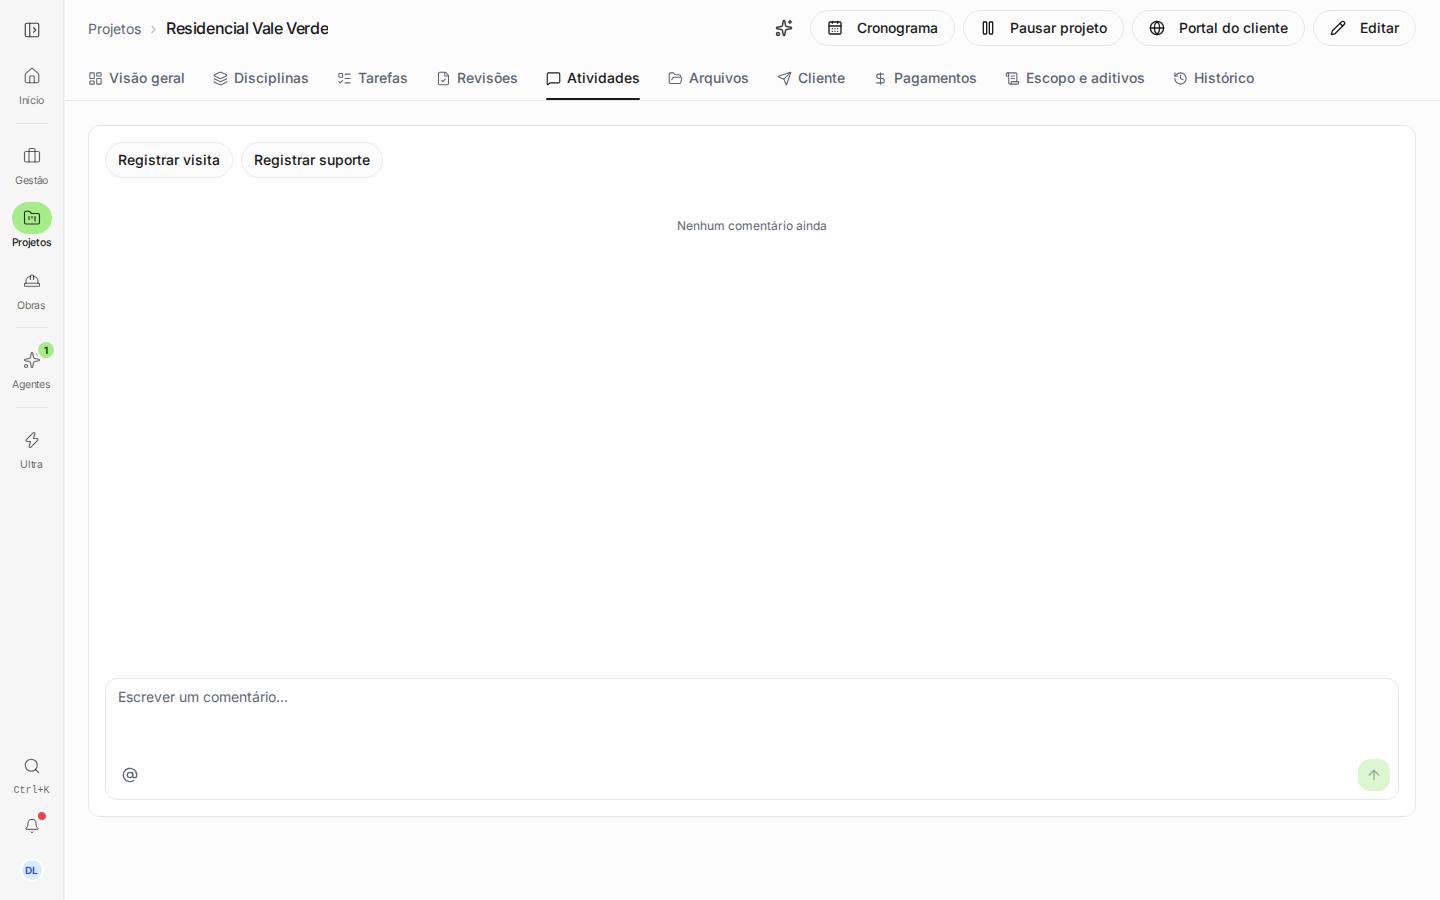 Projetos › Residencial Vale Verde
Cronograma
Pausar projeto
Portal do cliente
Editar
Visão geral
Disciplinas
Tarefas
Revisões
Atividades
Arquivos
Cliente
Pagamentos
Escopo e aditivos
Histórico
Início
Gestão
Projetos
Obras
1
Agentes
Ultra
Ctrl+K
DL
Registrar visita
Registrar suporte
Nenhum comentário ainda
Escrever um comentário...
@